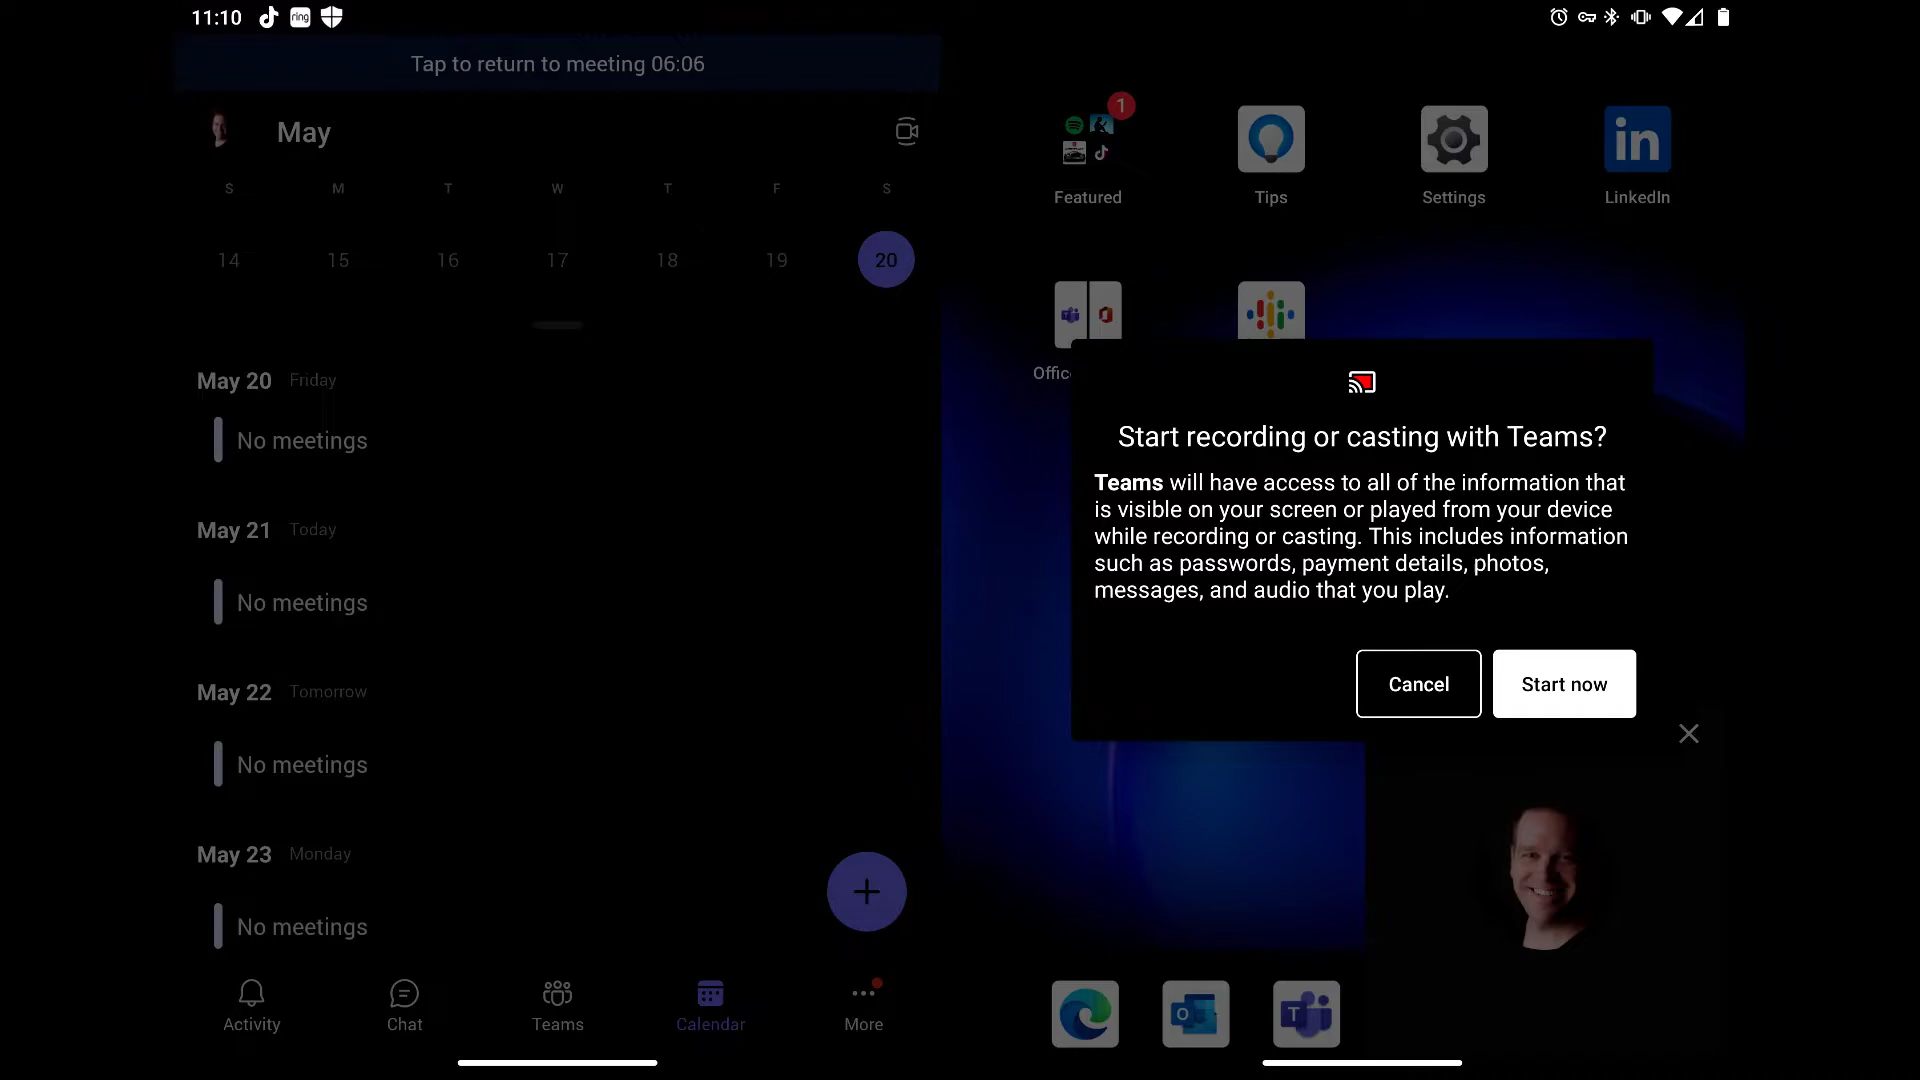 11:10
ring
Tap to return to meeting 06:06
May
S M T W T F S
14 15 16 17 18 19 20
May 20 Friday
No meetings
May 21 Today
No meetings
May 22 Tomorrow
No meetings
May 23 Monday
No meetings
Activity
Chat
Teams
Calendar
More
1
Featured
Tips
Settings
in
LinkedIn
Offic
Start recording or casting with Teams?
Teams will have access to all of the information that
is visible on your screen or played from your device
while recording or casting. This includes information
such as passwords, payment details, photos,
messages, and audio that you play.
Cancel
Start now